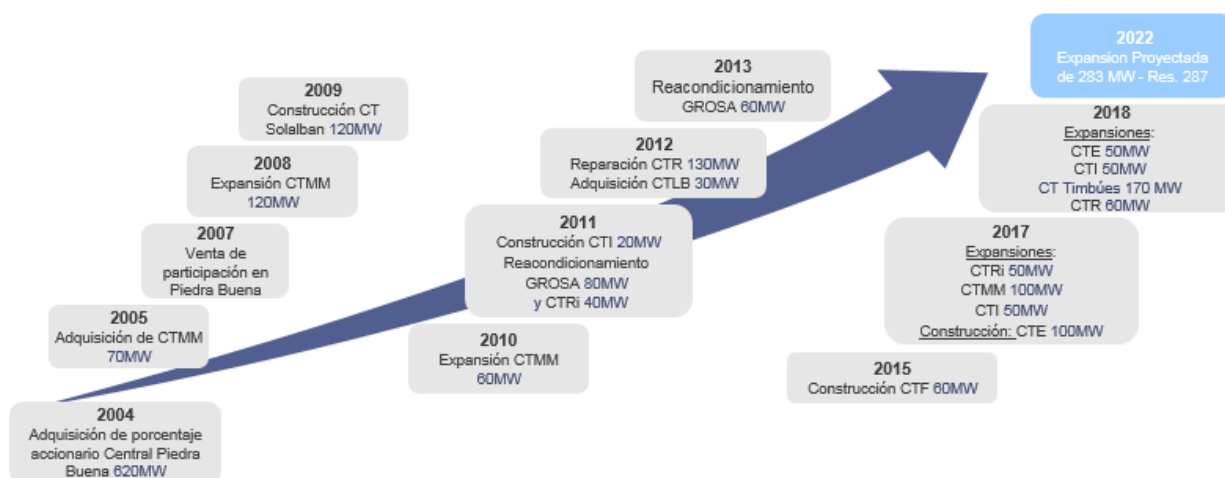 2004
Adquisición de porcentaje
accionario Central Piedra
Buena 620MW
2005
Adquisición de CTMM
70MW
2007
Venta de
participación en
Piedra Buena
2008
Expansión CTMM
120MW
2009
Construcción CT
Solalban 120MW
2010
Expansión CTMM
60MW
2011
Construcción CTI 20MW
Reacondicionamiento
GROSA 80MW
y CTRi 40MW
2012
Reparación CTR 130MW
Adquisición CTLB 30MW
2013
Reacondicionamiento
GROSA 60MW
2015
Construcción CTF 60MW
2017
Expansiones:
CTRi 50MW
CTMM 100MW
CTI 50MW
Construcción: CTE 100MW
2018
Expansiones:
CTE 50MW
CTI 50MW
CT Timbúes 170 MW
CTR 60MW
2022
Expansion Proyectada
de 283 MW - Res. 287